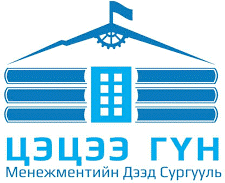 ЦЭЦЭЭ ГҮН
Менежментийн Дээд Сургууль